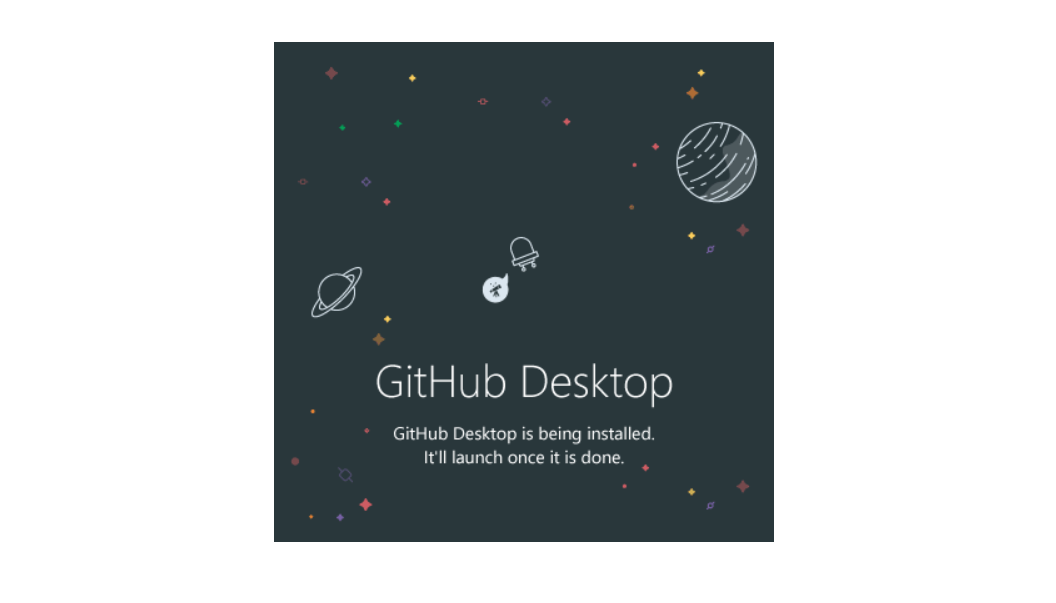 GitHub Desktop
GitHub Desktop is being installed.
It'll launch once it is done.